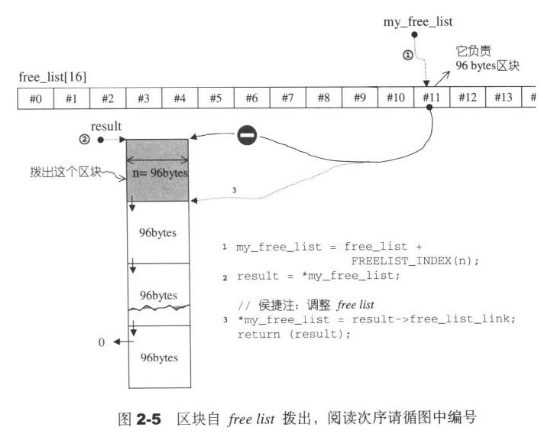 my_free_list
①
它负责
96 bytes区块
free_list[16]
#0 #1 #2 #3 #4 #5 #6 #7 #8 #9 #10 #11 #12 #13 #
② result
拨出这个区块
n= 96bytes
3
96bytes
96bytes
0
96bytes
1 my_free_list = free_list +
FREELIST_INDEX(n);
2 result = *my_free_list;
// 侯捷注：调整 free list
3 *my_free_list = result->free_list_link;
return (result);
图 2-5 区块自 free list 拨出，阅读次序请循图中编号